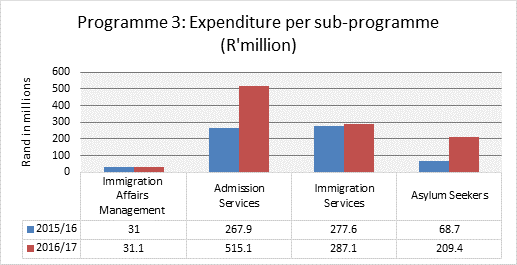 Programme 3: Expenditure per sub-programme
(R'million)
Rand in millions
600
500
400
300
200
100
0
Immigration Affairs Management
Admission Services
Immigration Services
Asylum Seekers
2015/16 31 267.9 277.6 68.7
2016/17 31.1 515.1 287.1 209.4